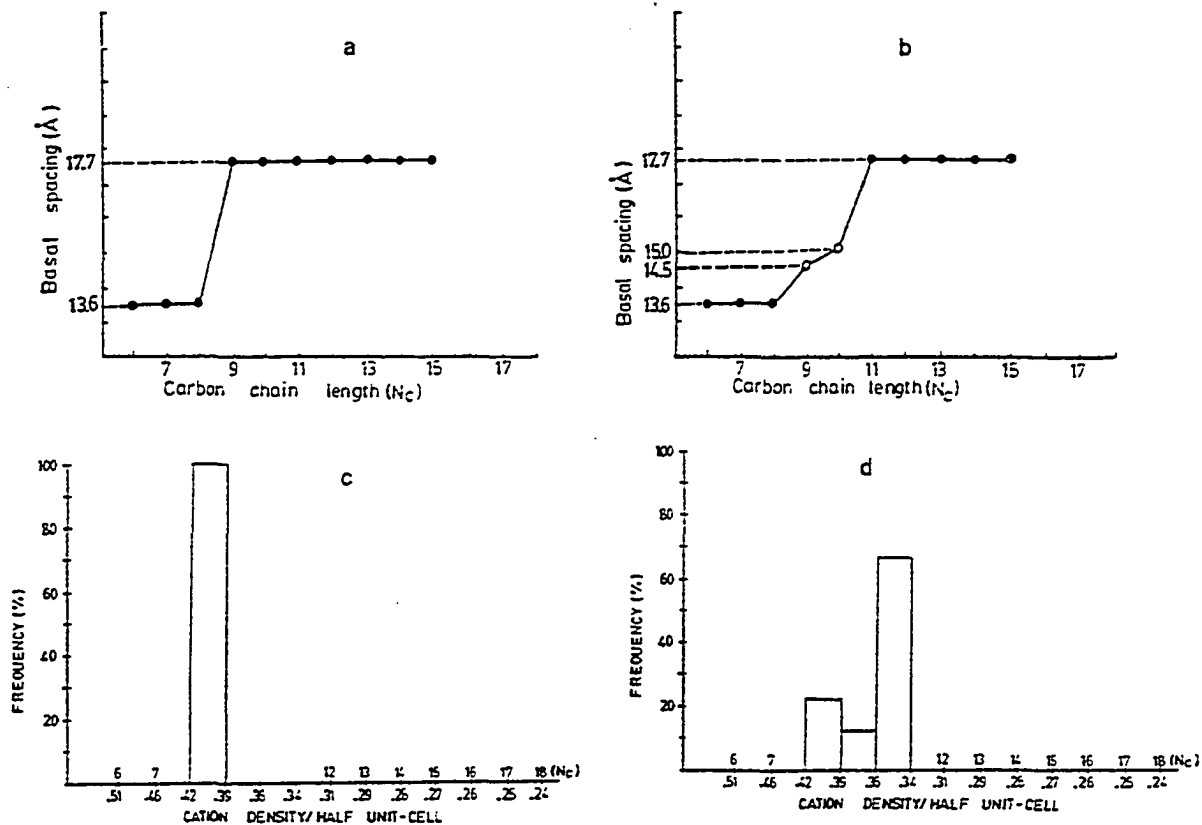 a
Basal spacing (Å)
17.7
13.6
7 9 11 13 15 17
Carbon chain length (Nc)
b
Basal spacing (Å)
17.7
15.0
14.5
13.6
7 9 11 13 15 17
Carbon chain length (Nc)
c
FREQUENCY (%)
100
80
60
40
20
6 7 12 13 14 15 16 17 18 (Nc)
.51 .46 .42 .39 .36 .34 .31 .29 .27 .26 .25 .24
CATION DENSITY/HALF UNIT-CELL
d
FREQUENCY (%)
100
80
60
40
20
6 7 12 13 14 15 16 17 18 (Nc)
.51 .46 .42 .36 .34 .31 .29 .27 .26 .25 .24
CATION DENSITY/HALF UNIT-CELL